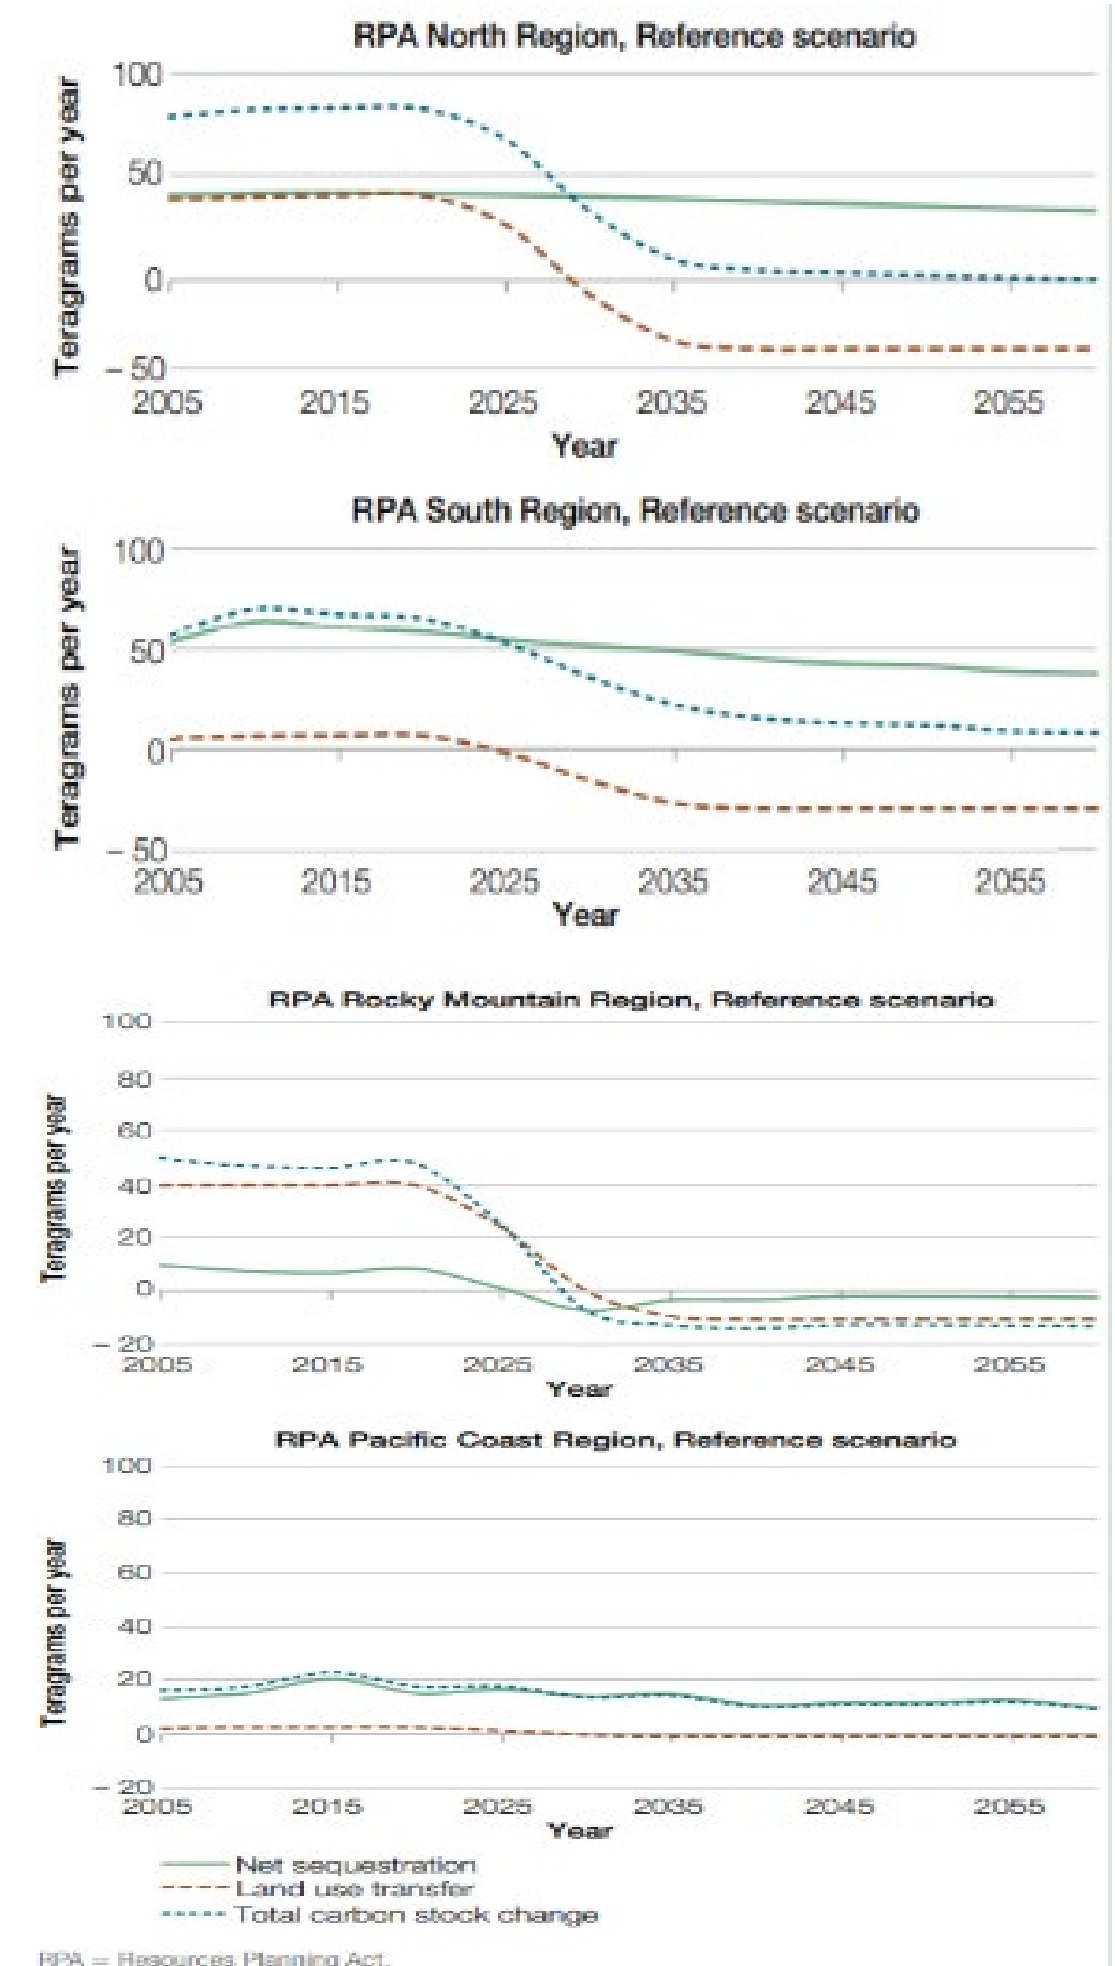 RPA North Region, Reference scenario
Teragrams per year
100
50
0
– 50
2005 2015 2025 2035 2045 2055
Year
RPA South Region, Reference scenario
Teragrams per year
100
50
0
– 50
2005 2015 2025 2035 2045 2055
Year
RPA Rocky Mountain Region, Reference scenario
Teragrams per year
100
80
60
40
20
0
– 20
2005 2015 2025 2035 2045 2055
Year
RPA Pacific Coast Region, Reference scenario
Teragrams per year
100
80
60
40
20
0
– 20
2005 2015 2025 2035 2045 2055
Year
Net sequestration
Land use transfer
Total carbon stock change
RPA = Resources Planning Act.